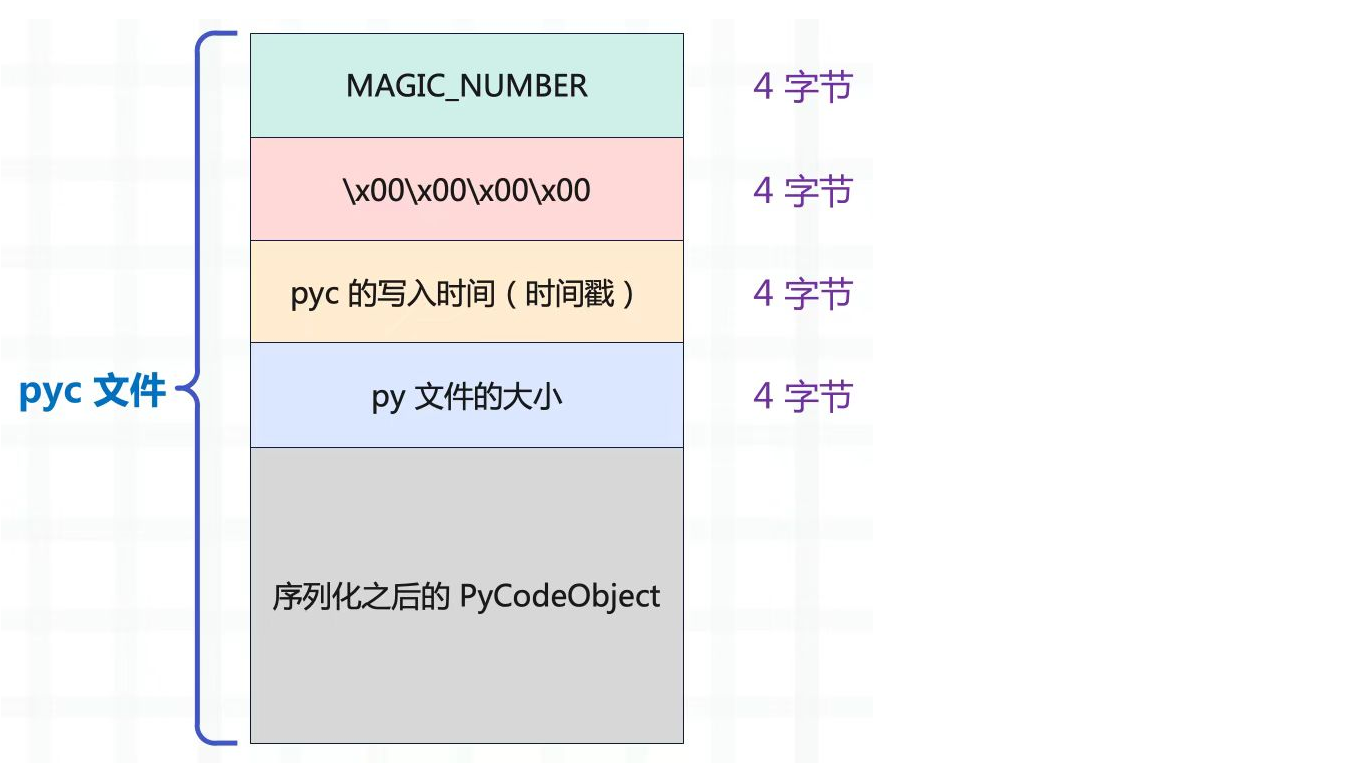 MAGIC_NUMBER
4 字节
\x00\x00\x00\x00
4 字节
pyc 的写入时间（时间戳）
4 字节
pyc 文件
py 文件的大小
4 字节
序列化之后的 PyCodeObject